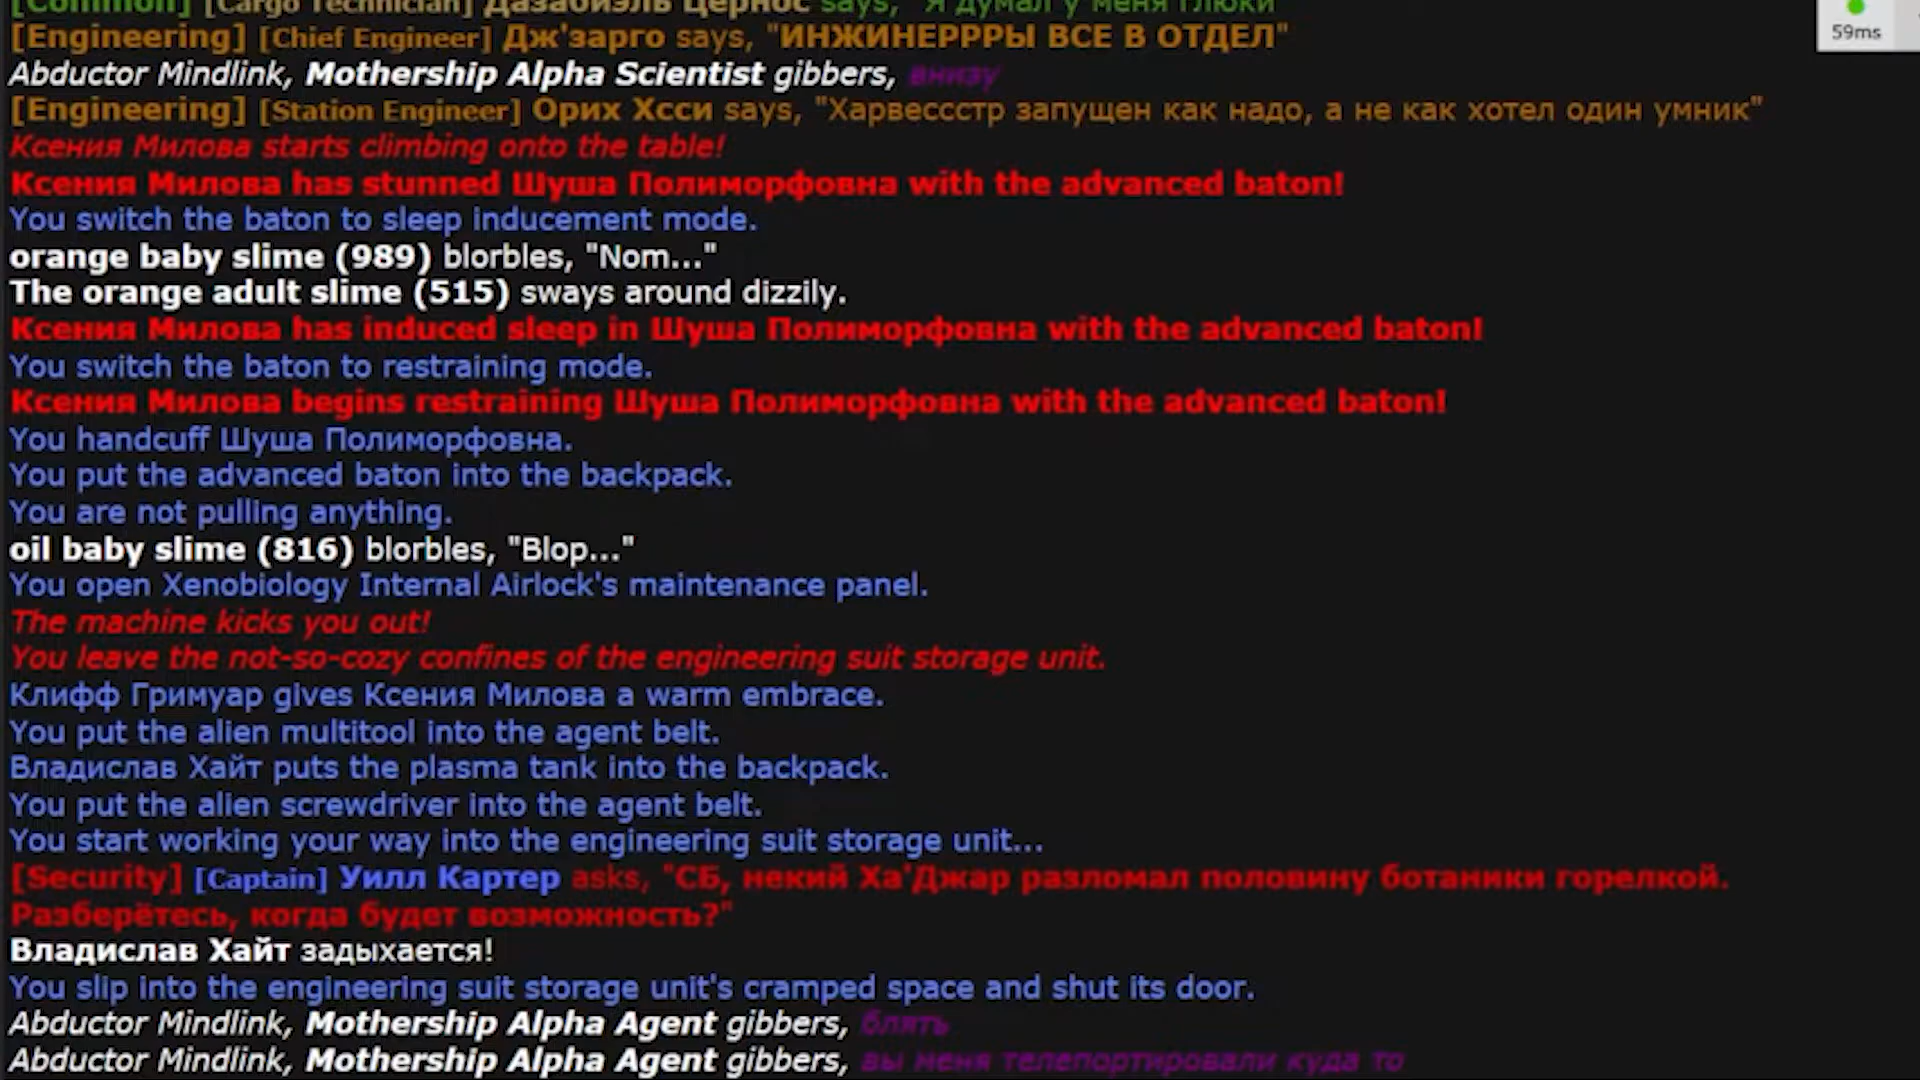 [Common] [Cargo Technician] Дазабиэль Цернос says, "Я думал у меня глюки"
59ms
[Engineering] [Chief Engineer] Дж'зарго says, "ИНЖИНЕРРРЫ ВСЕ В ОТДЕЛ"
Abductor Mindlink, Mothership Alpha Scientist gibbers, внизу
[Engineering] [Station Engineer] Орих Хсси says, "Харвессстр запущен как надо, а не как хотел один умник"
Ксения Милова starts climbing onto the table!
Ксения Милова has stunned Шуша Полиморфовна with the advanced baton!
You switch the baton to sleep inducement mode.
orange baby slime (989) blorbles, "Nom..."
The orange adult slime (515) sways around dizzily.
Ксения Милова has induced sleep in Шуша Полиморфовна with the advanced baton!
You switch the baton to restraining mode.
Ксения Милова begins restraining Шуша Полиморфовна with the advanced baton!
You handcuff Шуша Полиморфовна.
You put the advanced baton into the backpack.
You are not pulling anything.
oil baby slime (816) blorbles, "Blop..."
You open Xenobiology Internal Airlock's maintenance panel.
The machine kicks you out!
You leave the not-so-cozy confines of the engineering suit storage unit.
Клифф Гримуар gives Ксения Милова a warm embrace.
You put the alien multitool into the agent belt.
Владислав Хайт puts the plasma tank into the backpack.
You put the alien screwdriver into the agent belt.
You start working your way into the engineering suit storage unit...
[Security] [Captain] Уилл Картер asks, "СБ, некий Ха'Джар разломал половину ботаники горелкой.
Разберётесь, когда будет возможность?"
Владислав Хайт задыхается!
You slip into the engineering suit storage unit's cramped space and shut its door.
Abductor Mindlink, Mothership Alpha Agent gibbers, блять
Abductor Mindlink, Mothership Alpha Agent gibbers, вы меня телепортировали куда то